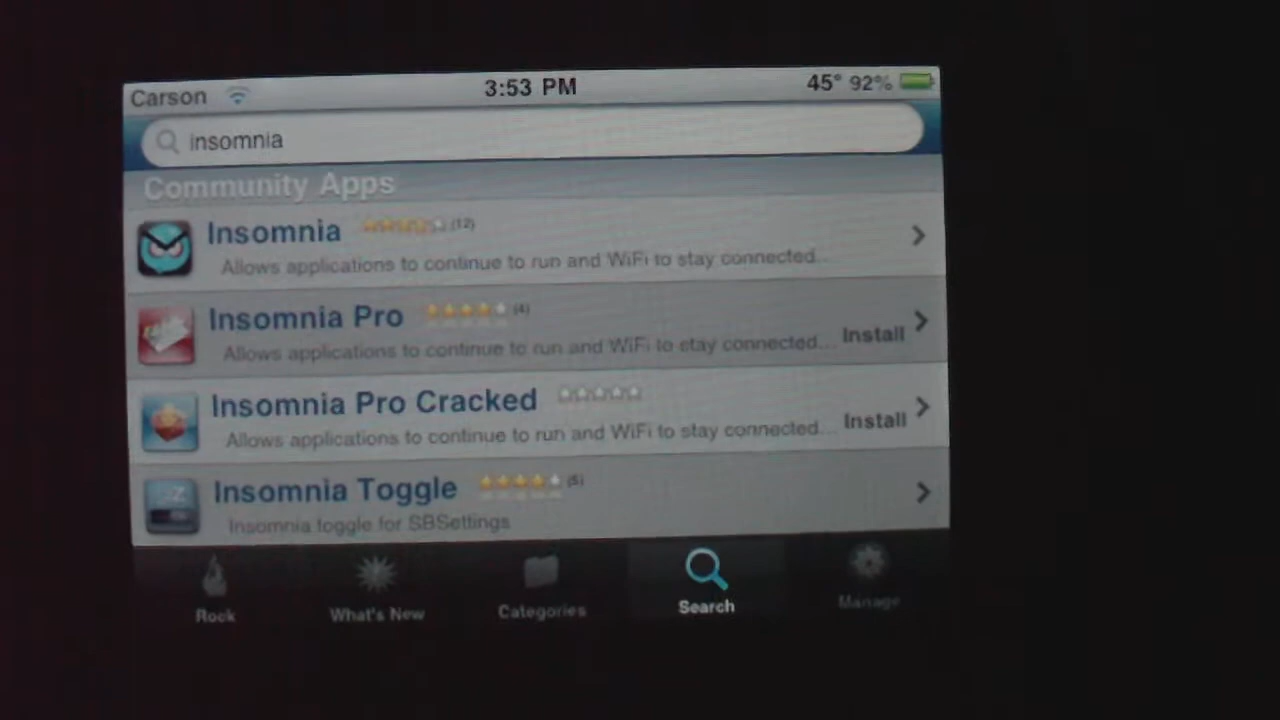 Carson 3:53 PM 45° 92%
insomnia
Community Apps
Insomnia (12)
Allows applications to continue to run and WiFi to stay connected...
Insomnia Pro (4)
Allows applications to continue to run and WiFi to stay connected... Install
Insomnia Pro Cracked
Allows applications to continue to run and WiFi to stay connected... Install
Insomnia Toggle (5)
Insomnia toggle for SBSettings
Rock What's New Categories Search Manage